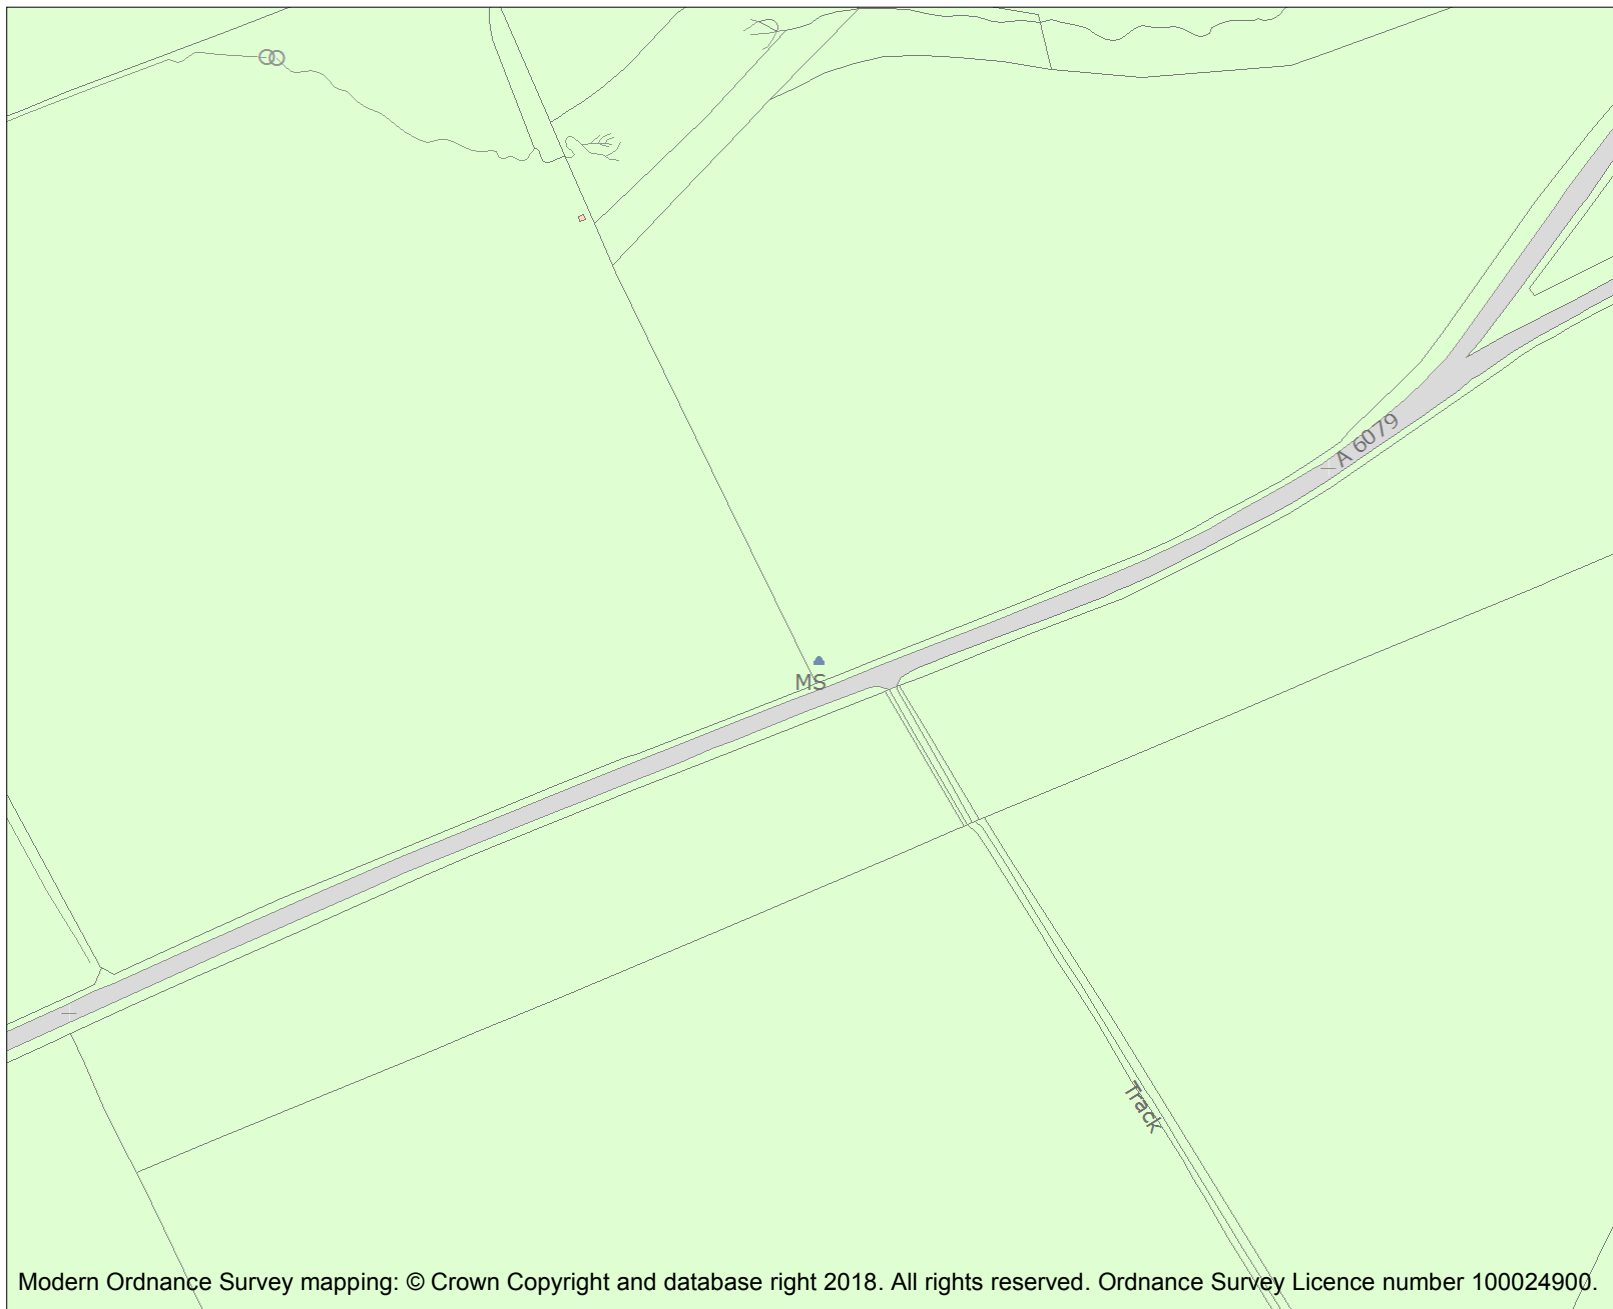 A 6079
MS
Track
Modern Ordnance Survey mapping: © Crown Copyright and database right 2018. All rights reserved. Ordnance Survey Licence number 100024900.